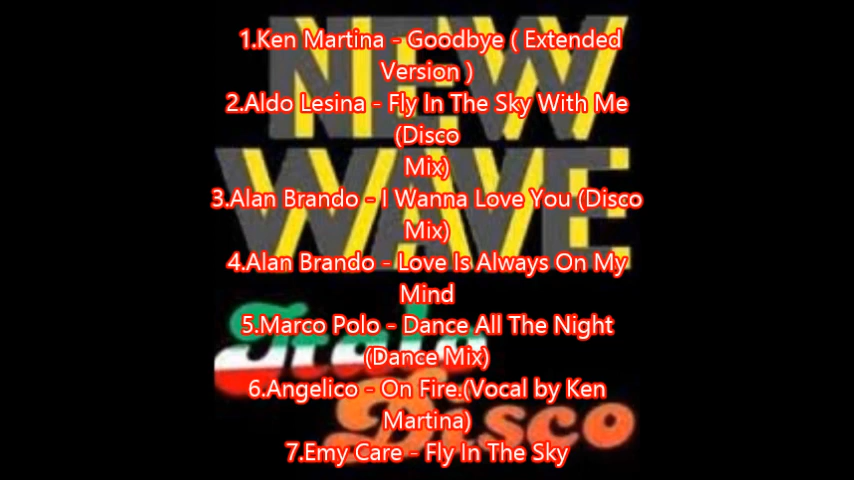 NEW
WAVE
Italo
Disco
1.Ken Martina - Goodbye ( Extended
Version )
2.Aldo Lesina - Fly In The Sky With Me
(Disco
Mix)
3.Alan Brando - I Wanna Love You (Disco
Mix)
4.Alan Brando - Love Is Always On My
Mind
5.Marco Polo - Dance All The Night
(Dance Mix)
6.Angelico - On Fire.(Vocal by Ken
Martina)
7.Emy Care - Fly In The Sky